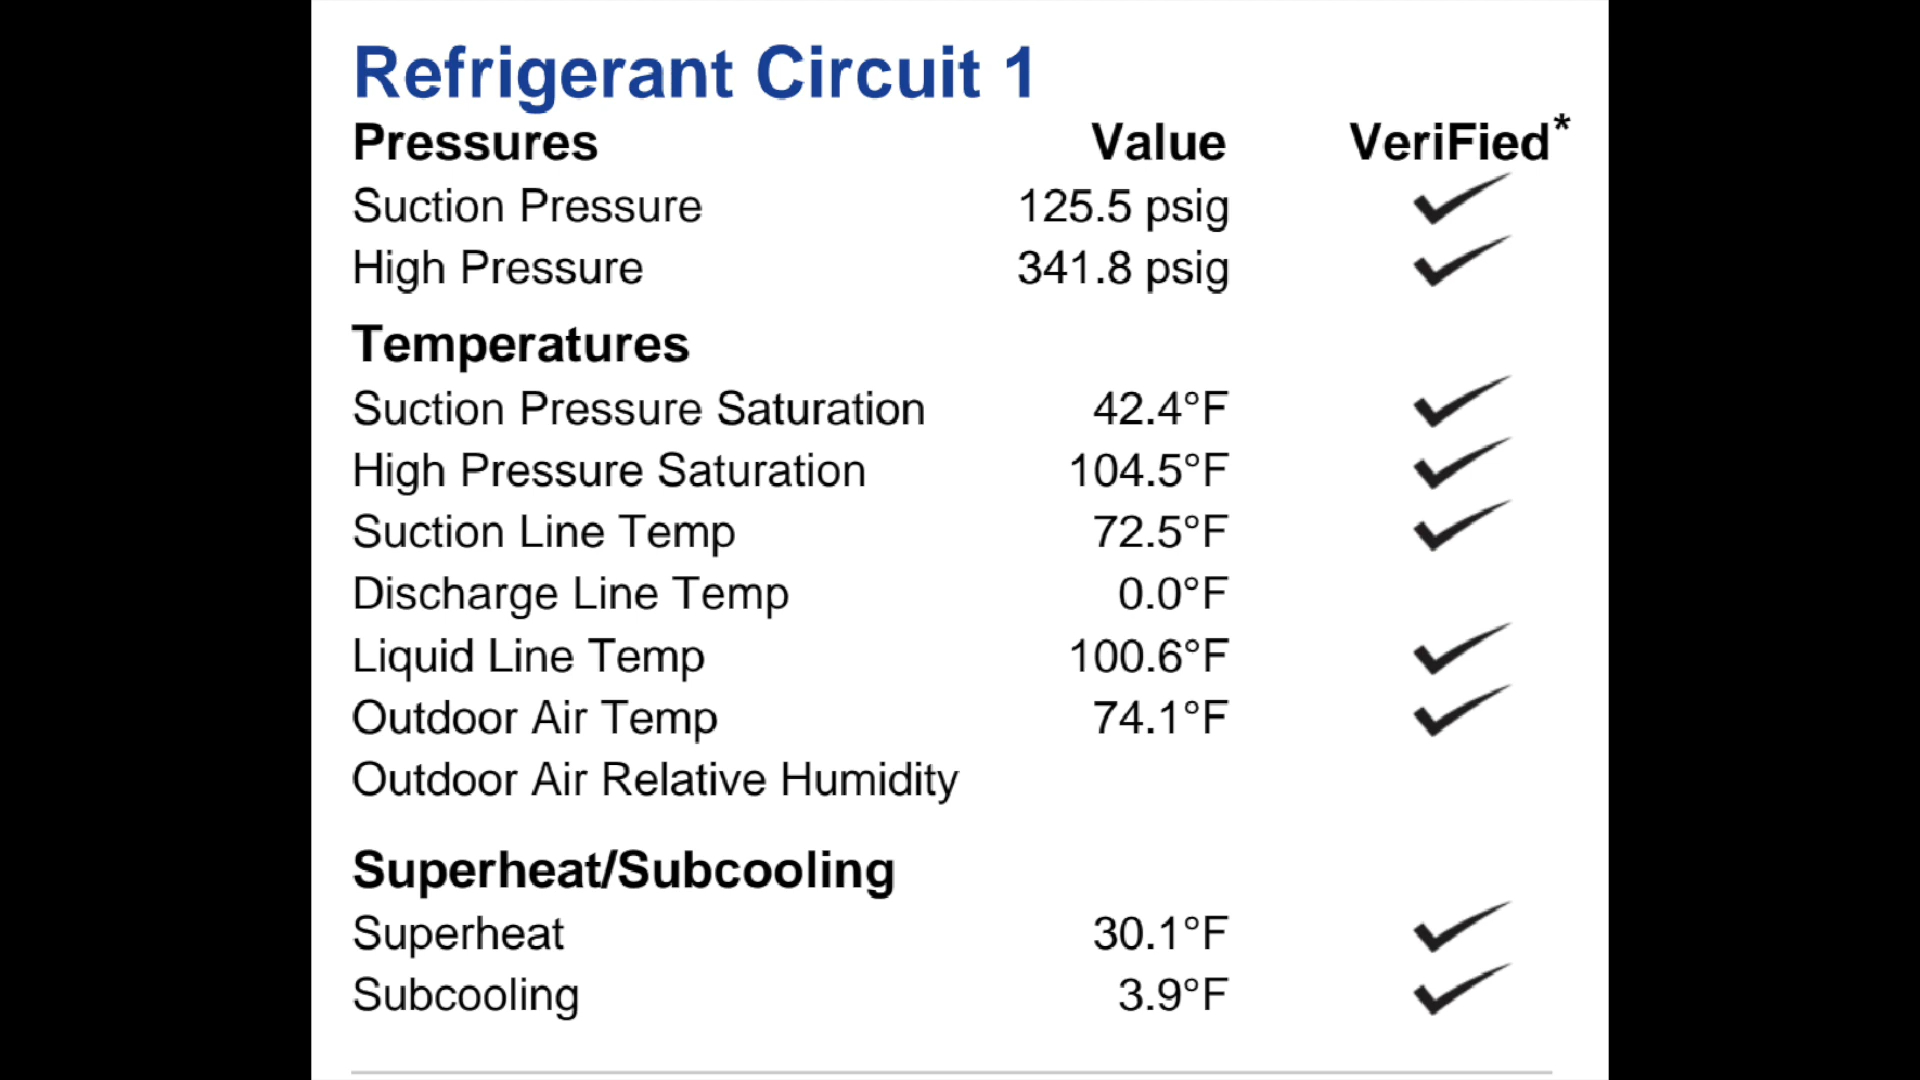 Refrigerant Circuit 1
Pressures Value VeriFied*
Suction Pressure 125.5 psig
High Pressure 341.8 psig
Temperatures
Suction Pressure Saturation 42.4°F
High Pressure Saturation 104.5°F
Suction Line Temp 72.5°F
Discharge Line Temp 0.0°F
Liquid Line Temp 100.6°F
Outdoor Air Temp 74.1°F
Outdoor Air Relative Humidity
Superheat/Subcooling
Superheat 30.1°F
Subcooling 3.9°F